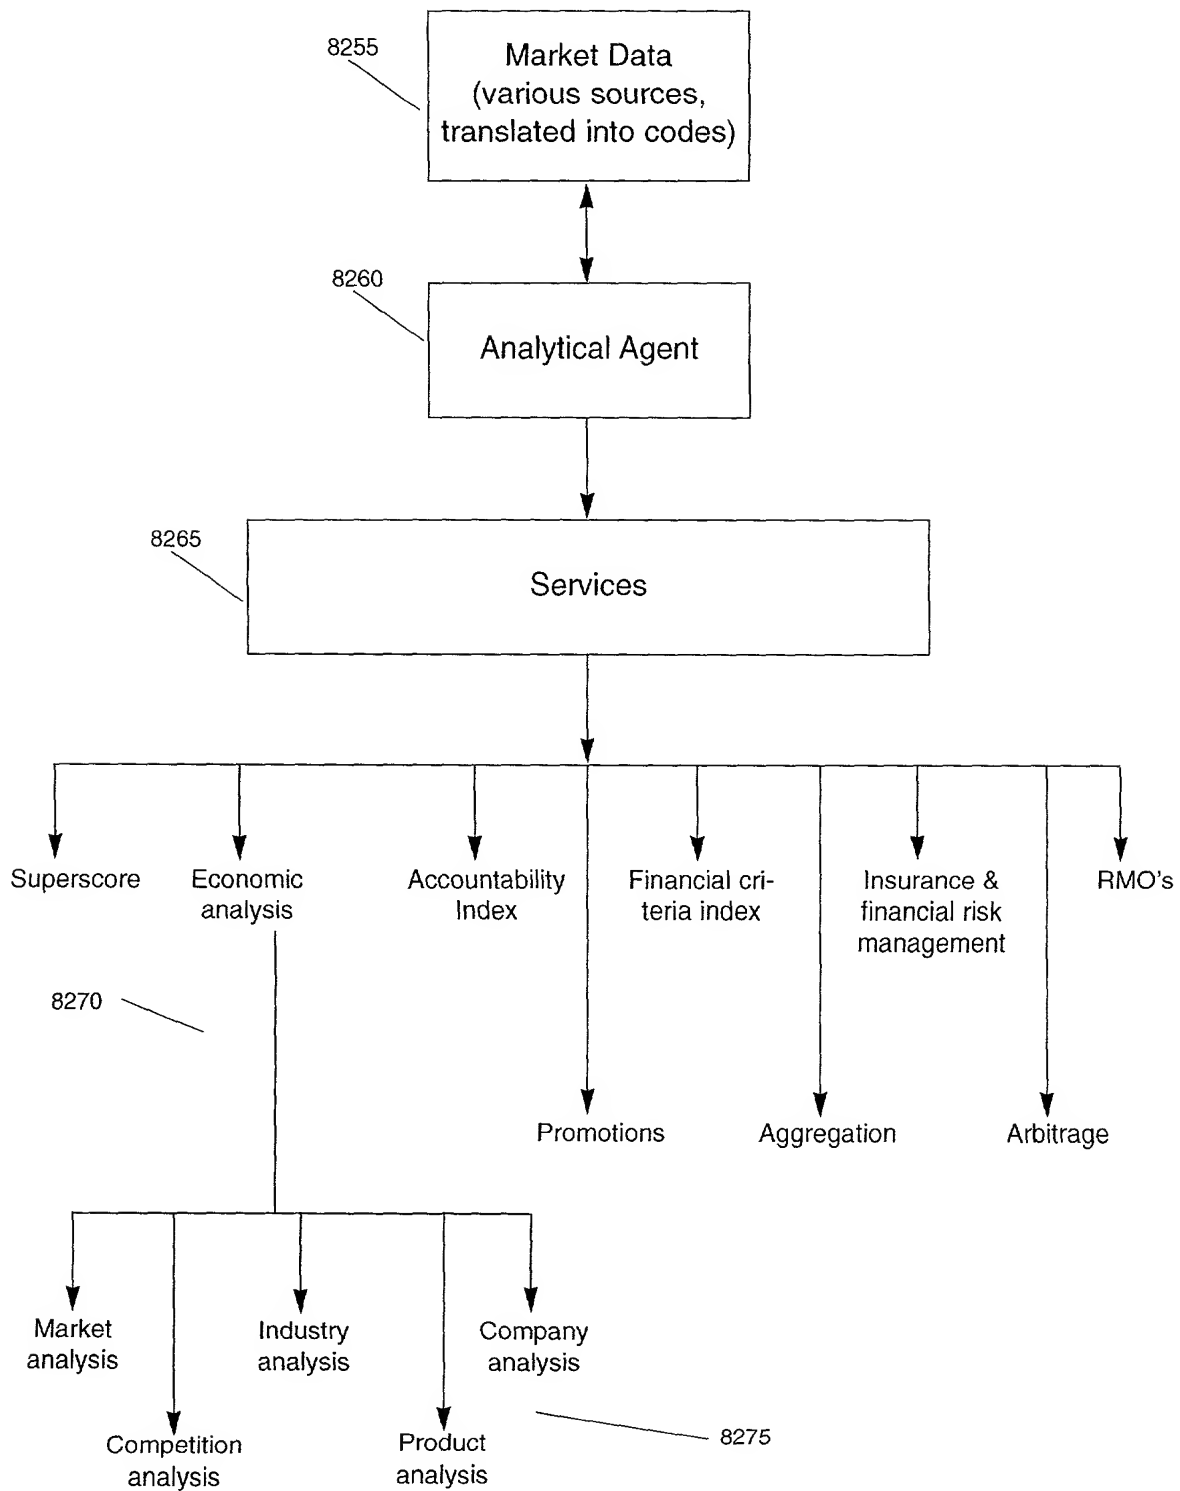 8255
Market Data
(various sources,
translated into codes)
8260
Analytical Agent
8265
Services
Superscore
Economic
analysis
Accountability
Index
Financial cri-
teria index
Insurance &
financial risk
management
RMO's
8270
Promotions
Aggregation
Arbitrage
Market
analysis
Industry
analysis
Company
analysis
Competition
analysis
Product
analysis
8275